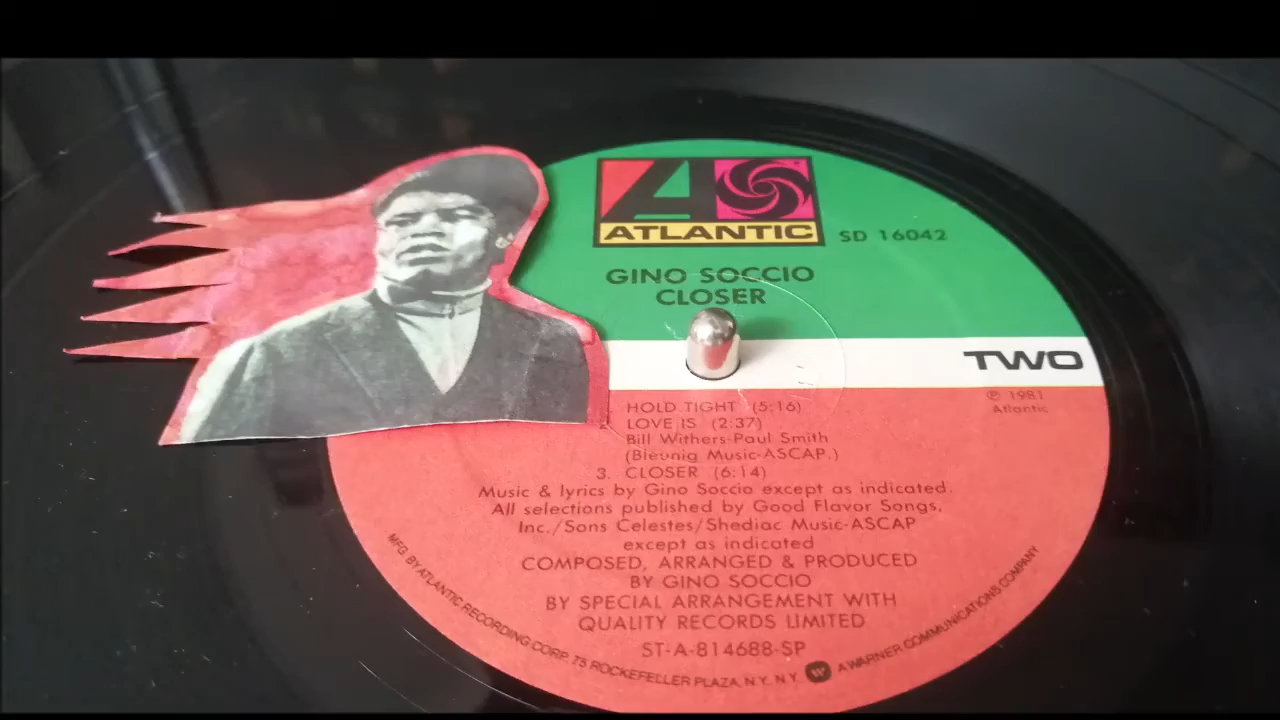 ATLANTIC
SD 16042
GINO SOCCIO
CLOSER
TWO
℗ 1981
Atlantic
HOLD TIGHT (5:16)
LOVE IS (2:37)
Bill Withers-Paul Smith
(Bleunig Music-ASCAP.)
3. CLOSER (6:14)
Music & lyrics by Gino Soccio except as indicated.
All selections published by Good Flavor Songs,
Inc./Sons Celestes/Shediac Music-ASCAP
except as indicated
COMPOSED, ARRANGED & PRODUCED
BY GINO SOCCIO
BY SPECIAL ARRANGEMENT WITH
QUALITY RECORDS LIMITED
ST-A-814688-SP
MFG. BY ATLANTIC RECORDING CORP. 75 ROCKEFELLER PLAZA, N.Y. N.Y. A WARNER COMMUNICATIONS COMPANY